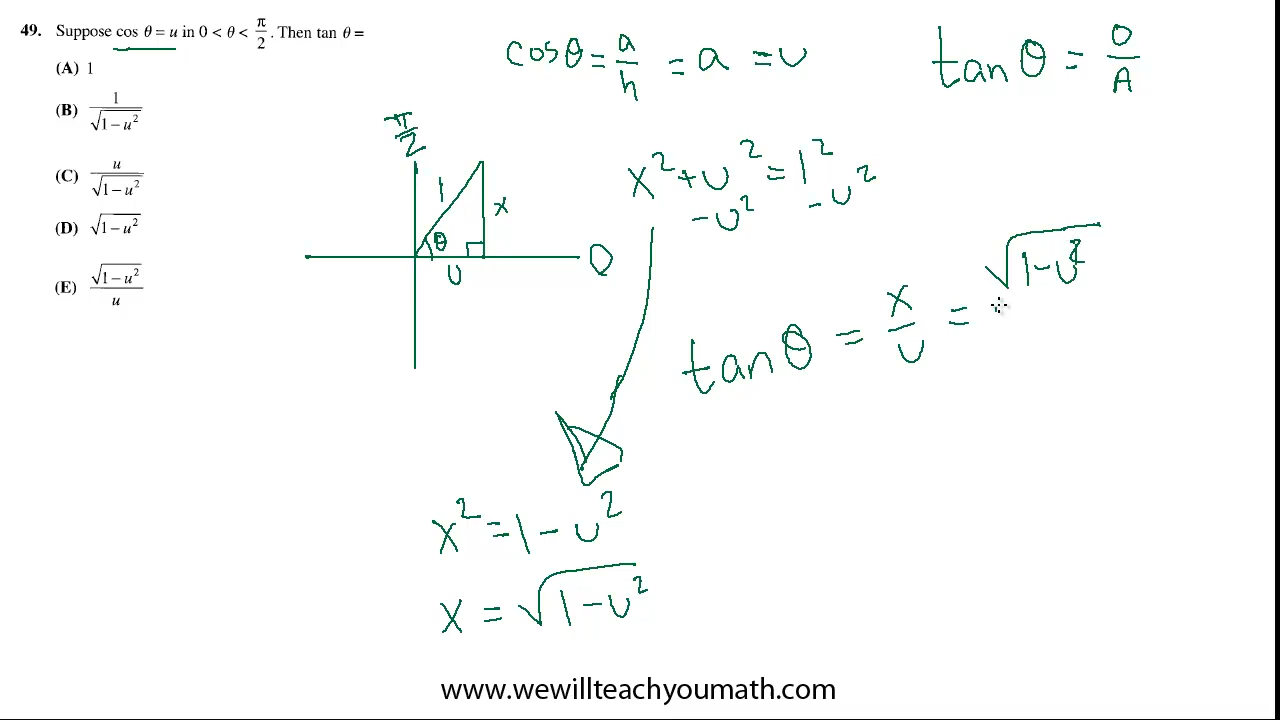 49. Suppose cos θ = u in 0 < θ < π/2. Then tan θ =
(A) 1
(B) 1/√(1 − u²)
(C) u/√(1 − u²)
(D) √(1 − u²)
(E) √(1 − u²)/u
cos θ = a/h = a = u
tan θ = O/A
π/2
1
x
θ
u
0
x² + u² = 1²
− u² − u²
tan θ = x/u = √(1 − u²)
x² = 1 − u²
x = √(1 − u²)
www.wewillteachyoumath.com